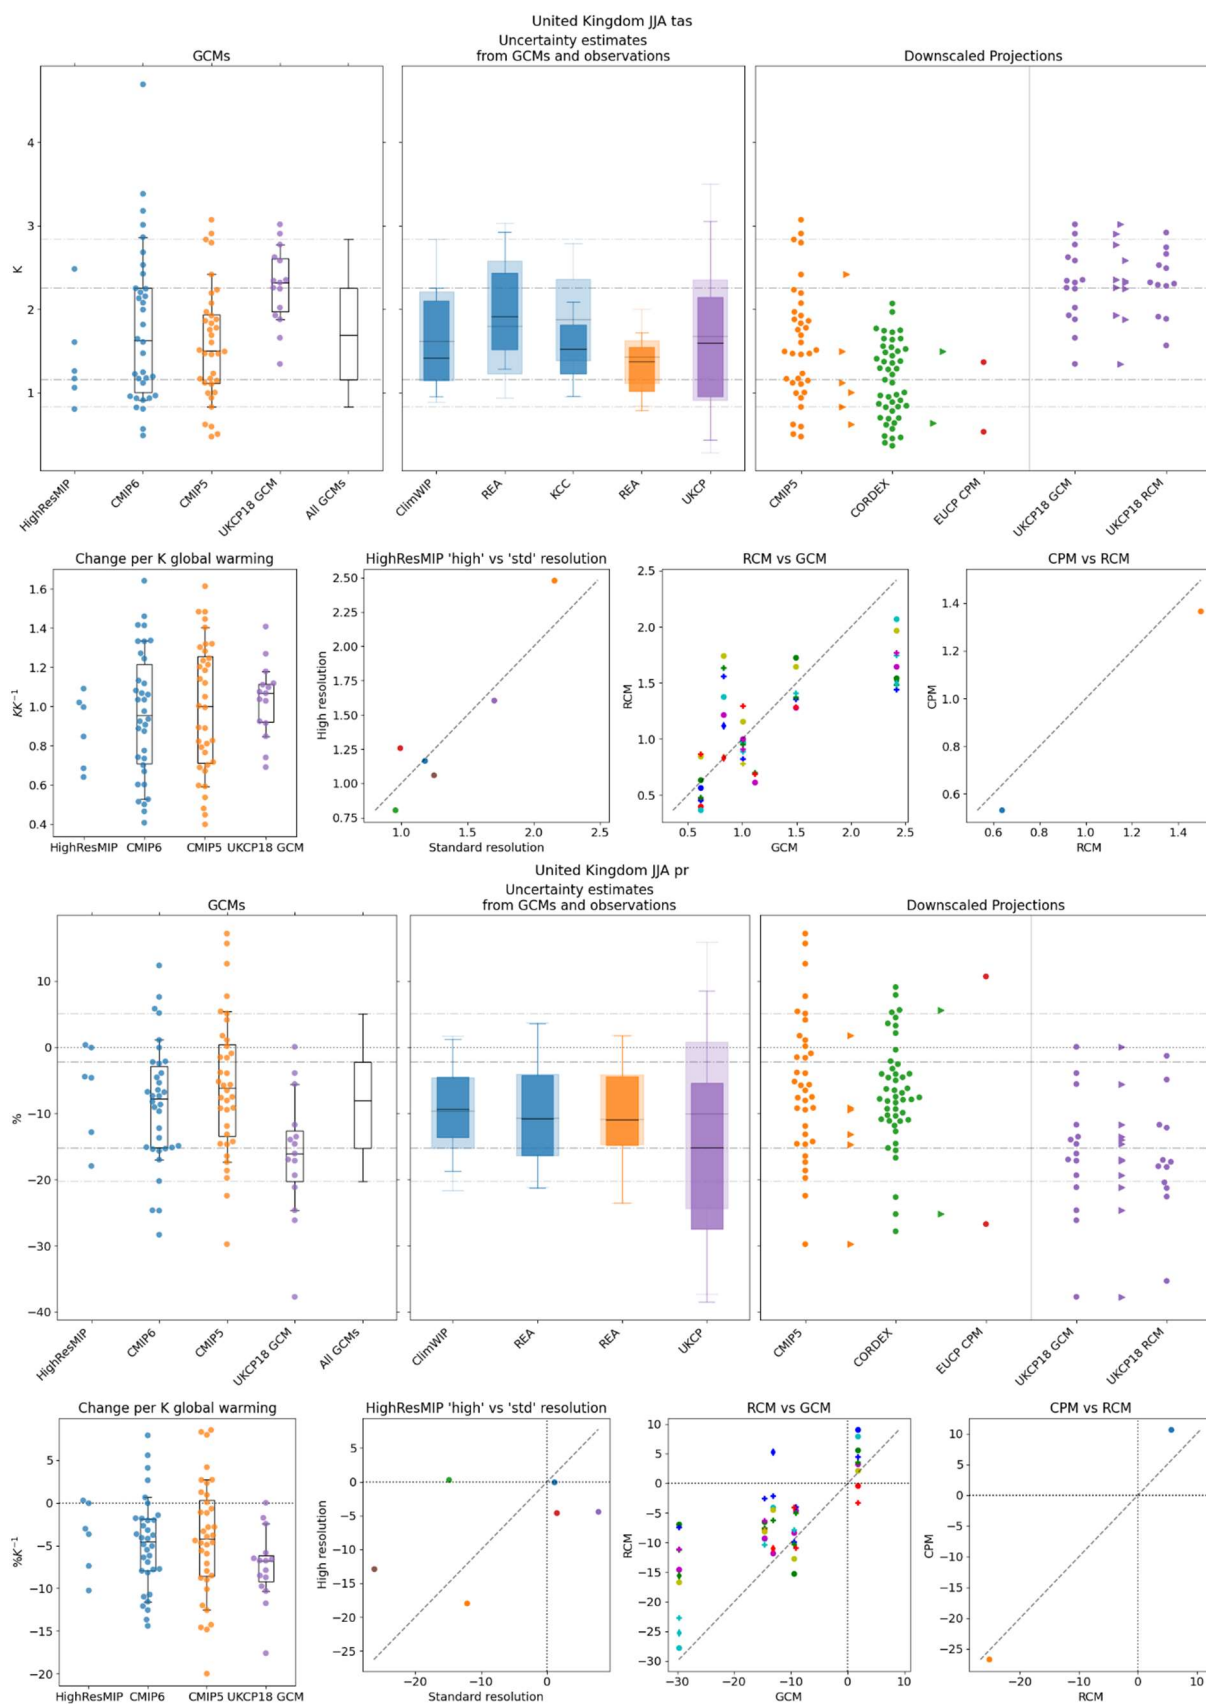 United Kingdom JJA tas
GCMs
Uncertainty estimates
from GCMs and observations
Downscaled Projections
K
4
3
2
1
HighResMIP
CMIP6
CMIP5
UKCP18 GCM
All GCMs
ClimWIP
REA
KCC
REA
UKCP
CMIP5
CORDEX
EUCP CPM
UKCP18 GCM
UKCP18 RCM
Change per K global warming
KK⁻¹
1.6
1.4
1.2
1.0
0.8
0.6
0.4
HighResMIP CMIP6 CMIP5 UKCP18 GCM
HighResMIP 'high' vs 'std' resolution
High resolution
2.50
2.25
2.00
1.75
1.50
1.25
1.00
0.75
1.0 1.5 2.0 2.5
Standard resolution
RCM vs GCM
RCM
2.5
2.0
1.5
1.0
0.5
0.5 1.0 1.5 2.0 2.5
GCM
CPM vs RCM
CPM
1.4
1.2
1.0
0.8
0.6
0.6 0.8 1.0 1.2 1.4
RCM
United Kingdom JJA pr
GCMs
Uncertainty estimates
from GCMs and observations
Downscaled Projections
%
10
0
−10
−20
−30
−40
HighResMIP
CMIP6
CMIP5
UKCP18 GCM
All GCMs
ClimWIP
REA
REA
UKCP
CMIP5
CORDEX
EUCP CPM
UKCP18 GCM
UKCP18 RCM
Change per K global warming
%K⁻¹
5
0
−5
−10
−15
−20
HighResMIP CMIP6 CMIP5 UKCP18 GCM
HighResMIP 'high' vs 'std' resolution
High resolution
5
0
−5
−10
−15
−20
−25
−20 −10 0
Standard resolution
RCM vs GCM
RCM
10
5
0
−5
−10
−15
−20
−25
−30
−30 −20 −10 0 10
GCM
CPM vs RCM
CPM
10
5
0
−5
−10
−15
−20
−25
−20 −10 0 10
RCM